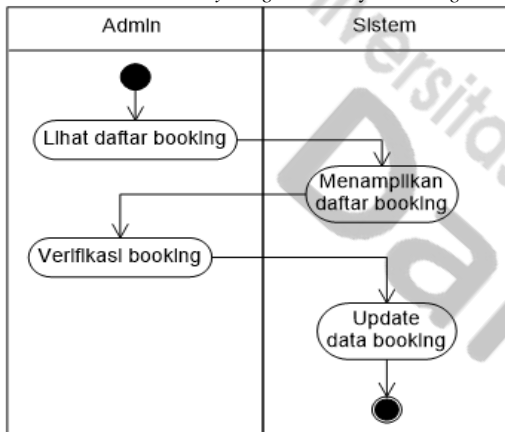 Admin
Sistem
Lihat daftar booking
Menampilkan
daftar booking
Verifikasi booking
Update
data booking